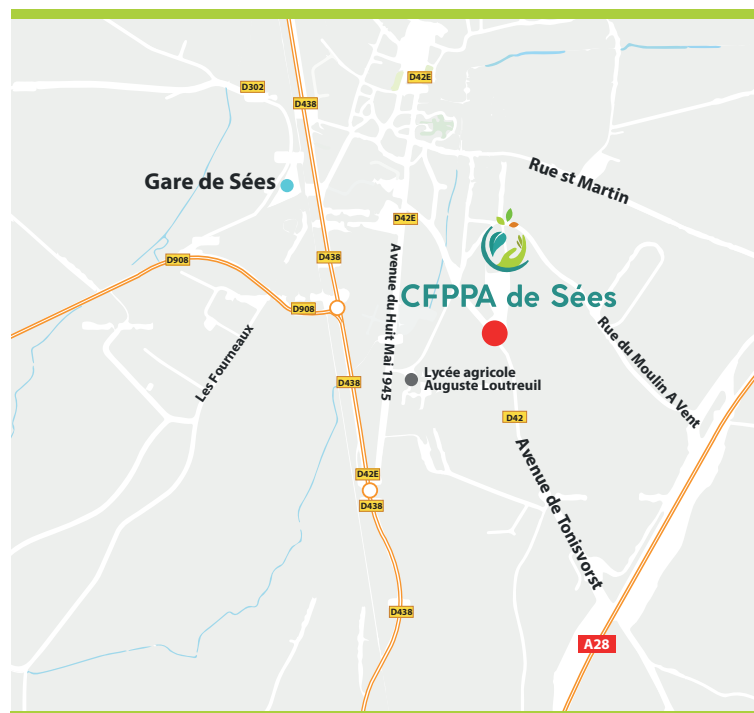 D42E
D302
D438
Rue st Martin
Gare de Sées
D42E
D438
D908
Avenue du Huit Mai 1945
CFPPA de Sées
D908
Les Fourneaux
Rue du Moulin A Vent
Lycée agricole
Auguste Loutreuil
D438
D42
Avenue de Tonisvorst
D42E
D438
D438
A28